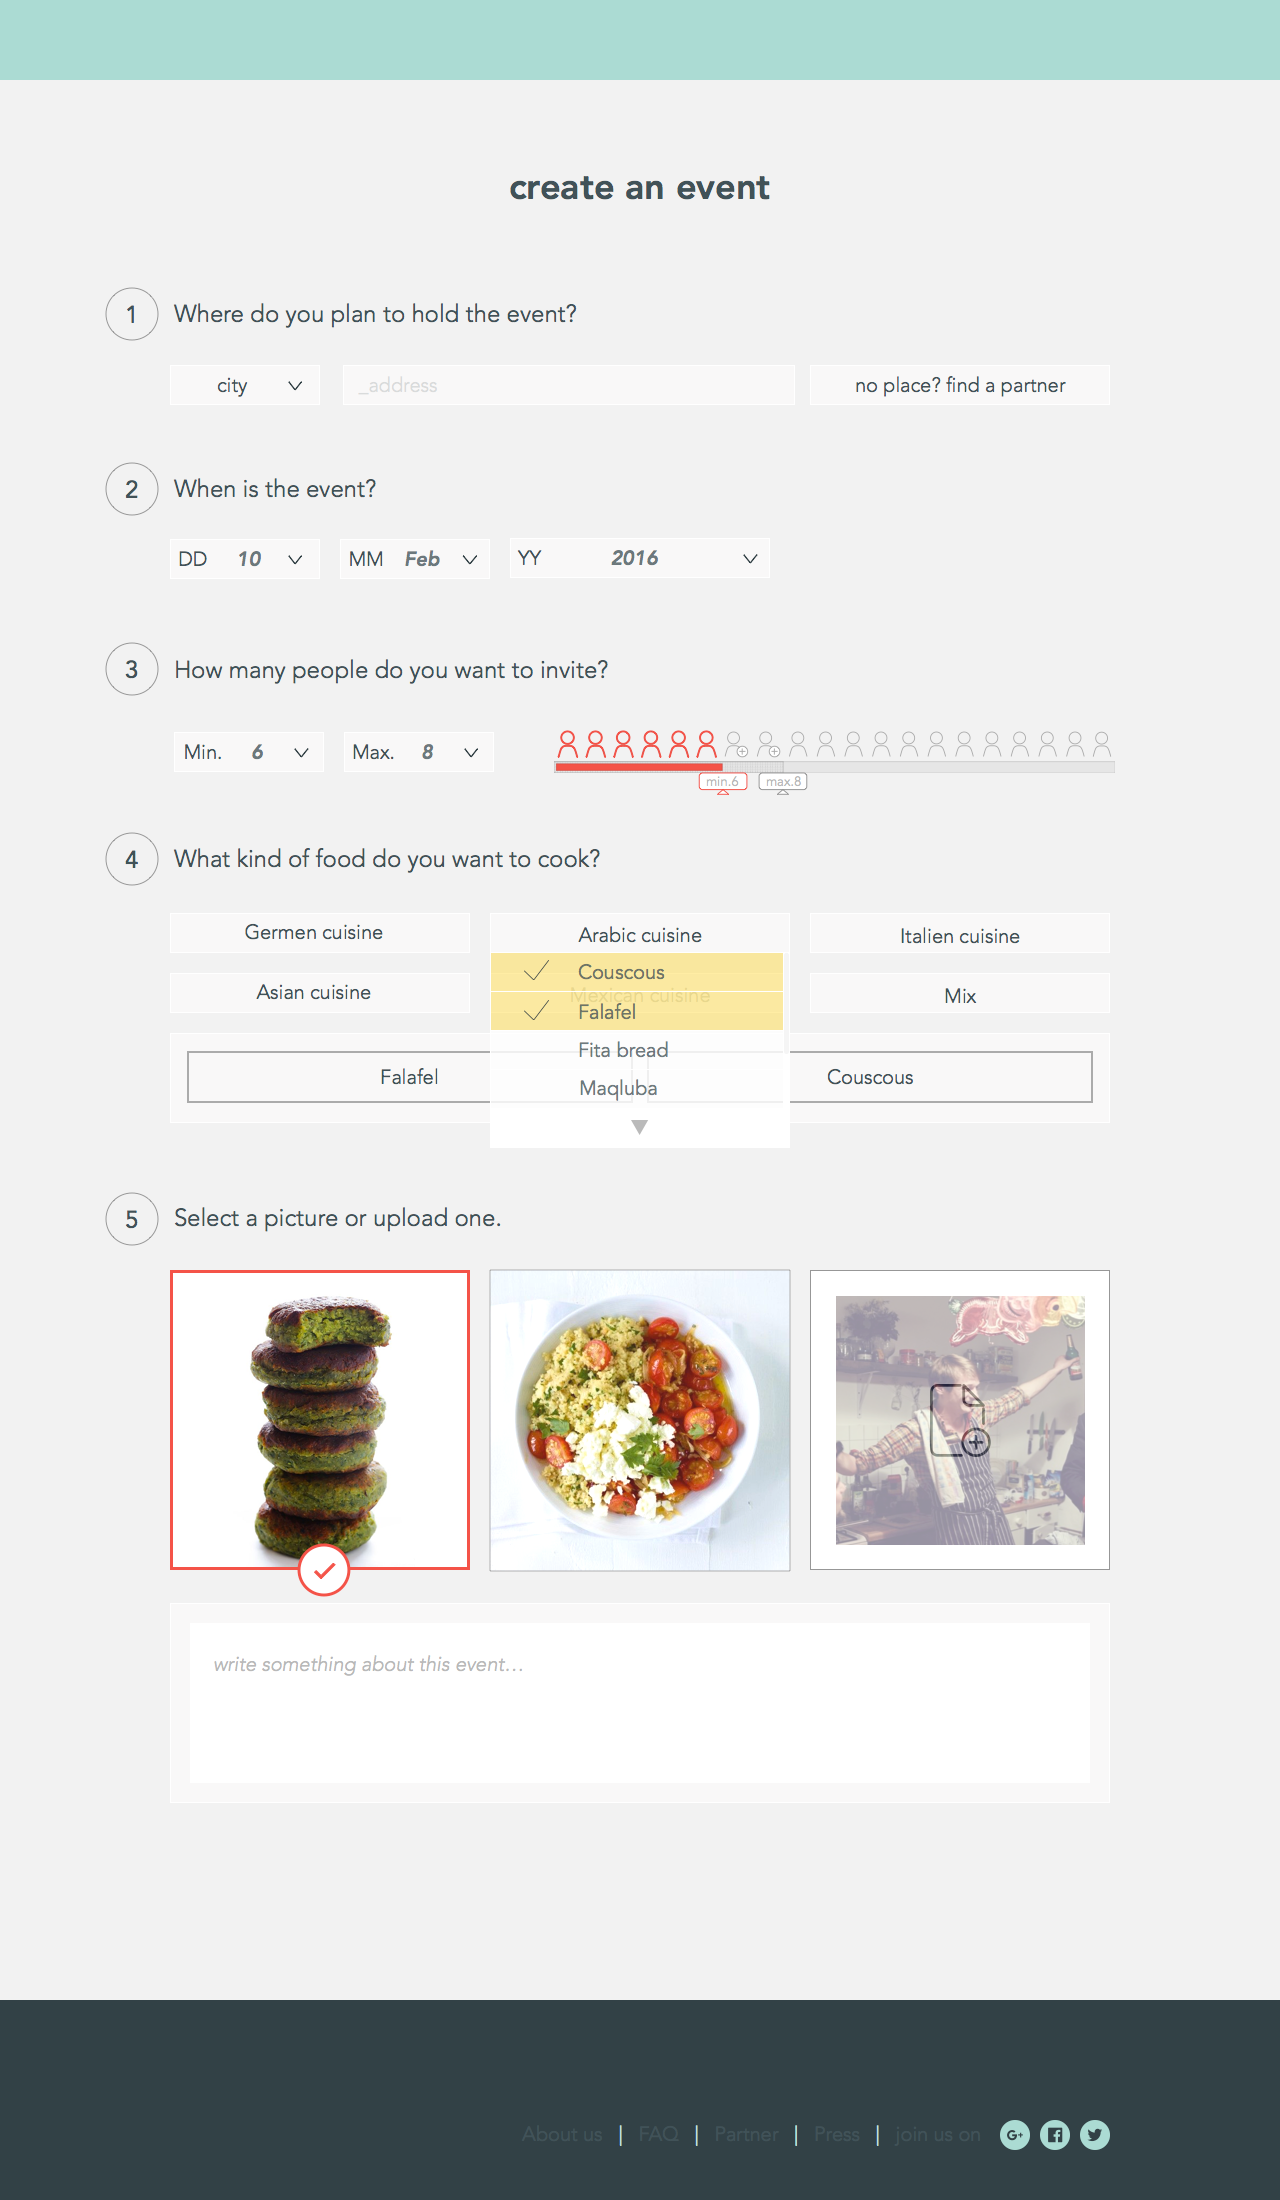 create an event
1 Where do you plan to hold the event?
city _address no place? find a partner
2 When is the event?
DD 10 MM Feb YY 2016
3 How many people do you want to invite?
Min. 6 Max. 8
min.6 max.8
4 What kind of food do you want to cook?
Germen cuisine Arabic cuisine Italien cuisine
Couscous
Asian cuisine Mexican cuisine Mix
Falafel
Fita bread
Falafel Couscous
Maqluba
5 Select a picture or upload one.
write something about this event...
About us | FAQ | Partner | Press | join us on G+